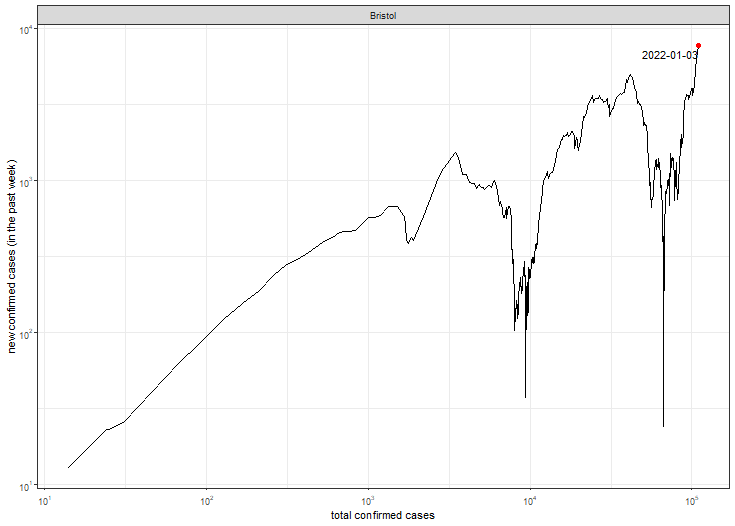 Bristol
10⁴
2022-01-03
10³
new confirmed cases (in the past week)
10²
10¹
10¹ 10² 10³ 10⁴ 10⁵
total confirmed cases